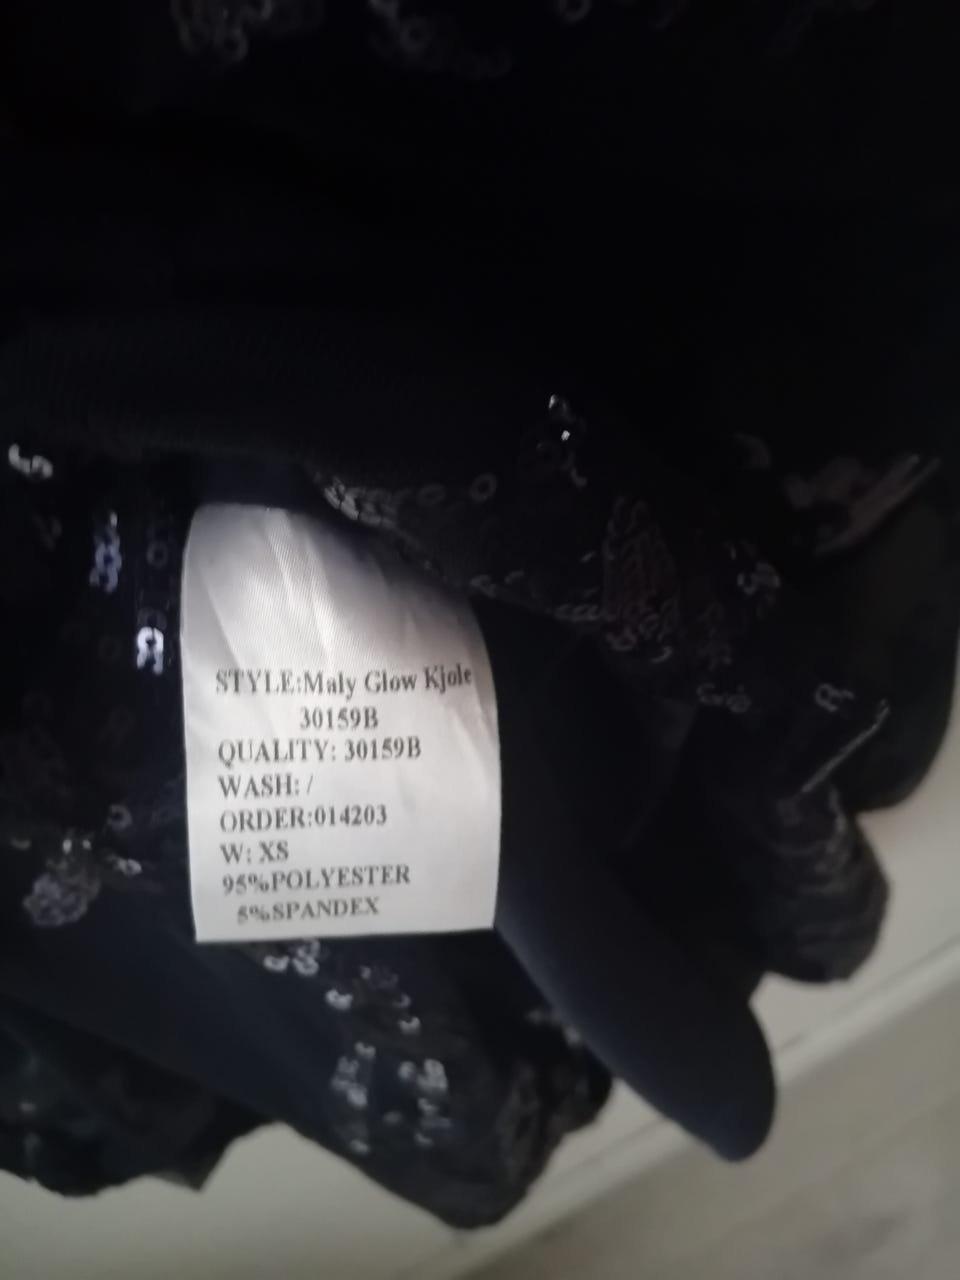 STYLE:Maly Glow Kjole
30159B
QUALITY: 30159B
WASH: /
ORDER:014203
W: XS
95%POLYESTER
5%SPANDEX